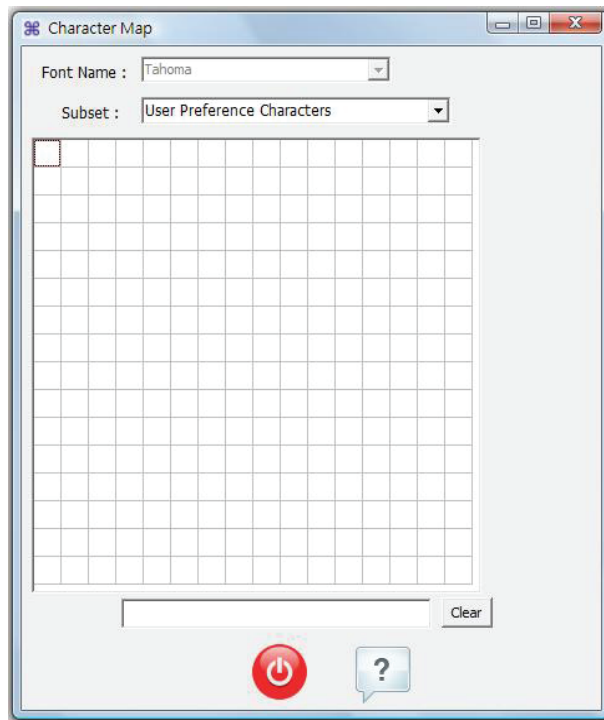 Character Map
Font Name : Tahoma
Subset : User Preference Characters
Clear
?